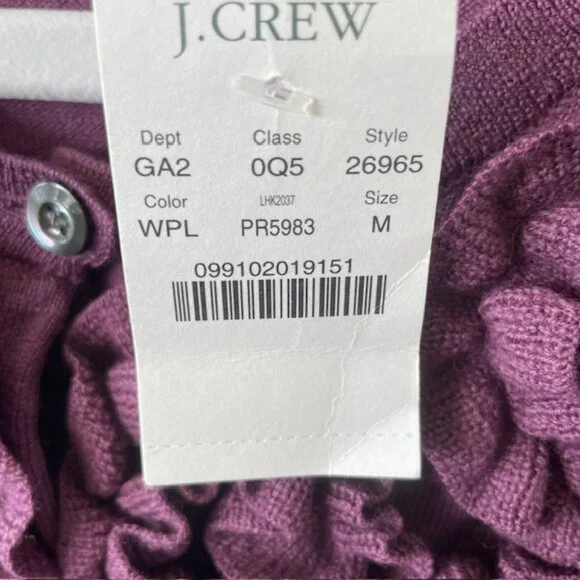 J.CREW
Dept Class Style
GA2 0Q5 26965
Color LHK2037 Size
WPL PR5983 M
099102019151